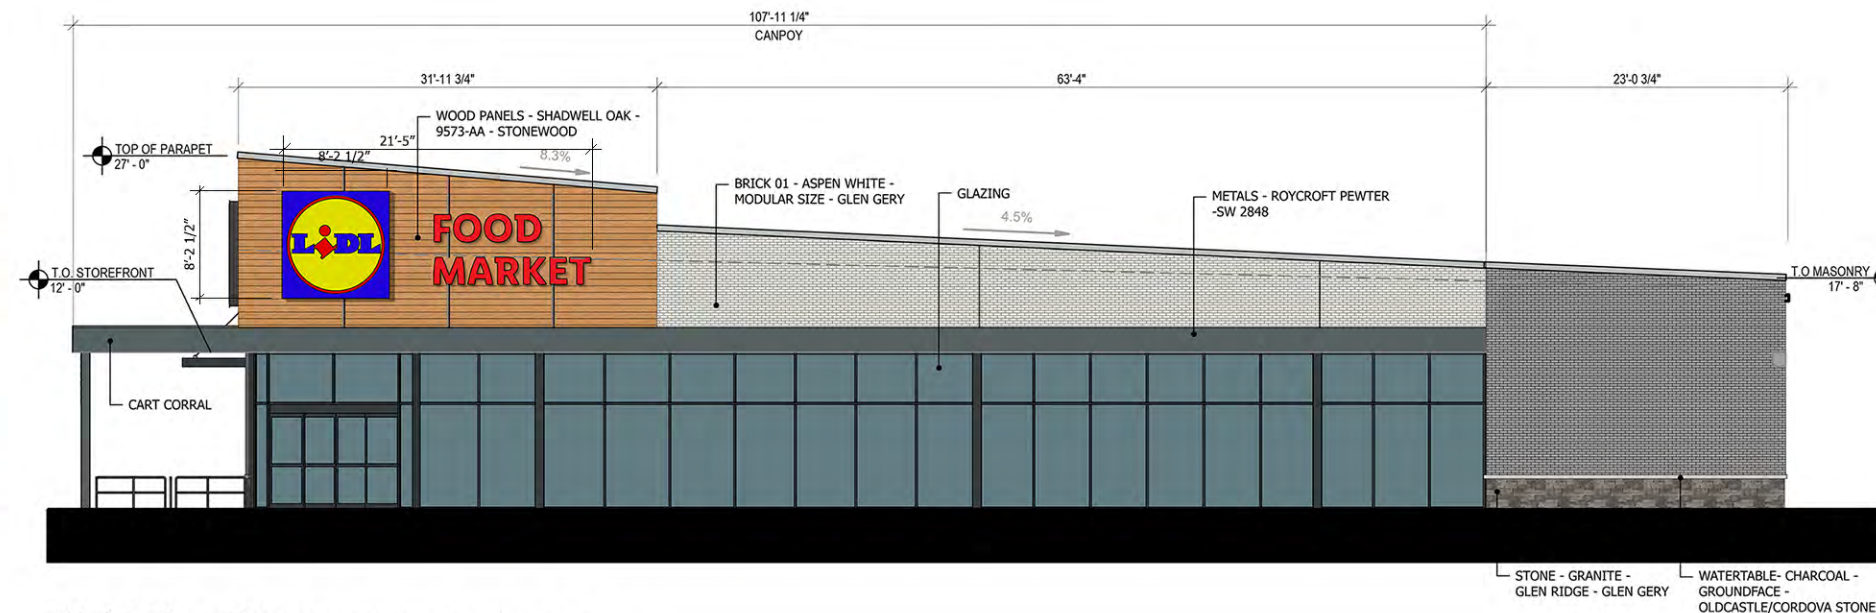 107'-11 1/4"
CANPOY
31'-11 3/4"
63'-4"
23'-0 3/4"
WOOD PANELS - SHADWELL OAK -
9573-AA - STONEWOOD
21'-5"
8'-2 1/2"
8.3%
TOP OF PARAPET
27' - 0"
BRICK 01 - ASPEN WHITE -
MODULAR SIZE - GLEN GERY
GLAZING
4.5%
METALS - ROYCROFT PEWTER
-SW 2848
8'-2 1/2"
LiDL
FOOD
MARKET
T.O. STOREFRONT
12' - 0"
T.O MASONRY
17' - 8"
CART CORRAL
STONE - GRANITE -
GLEN RIDGE - GLEN GERY
WATERTABLE- CHARCOAL -
GROUNDFACE -
OLDCASTLE/CORDOVA STONE